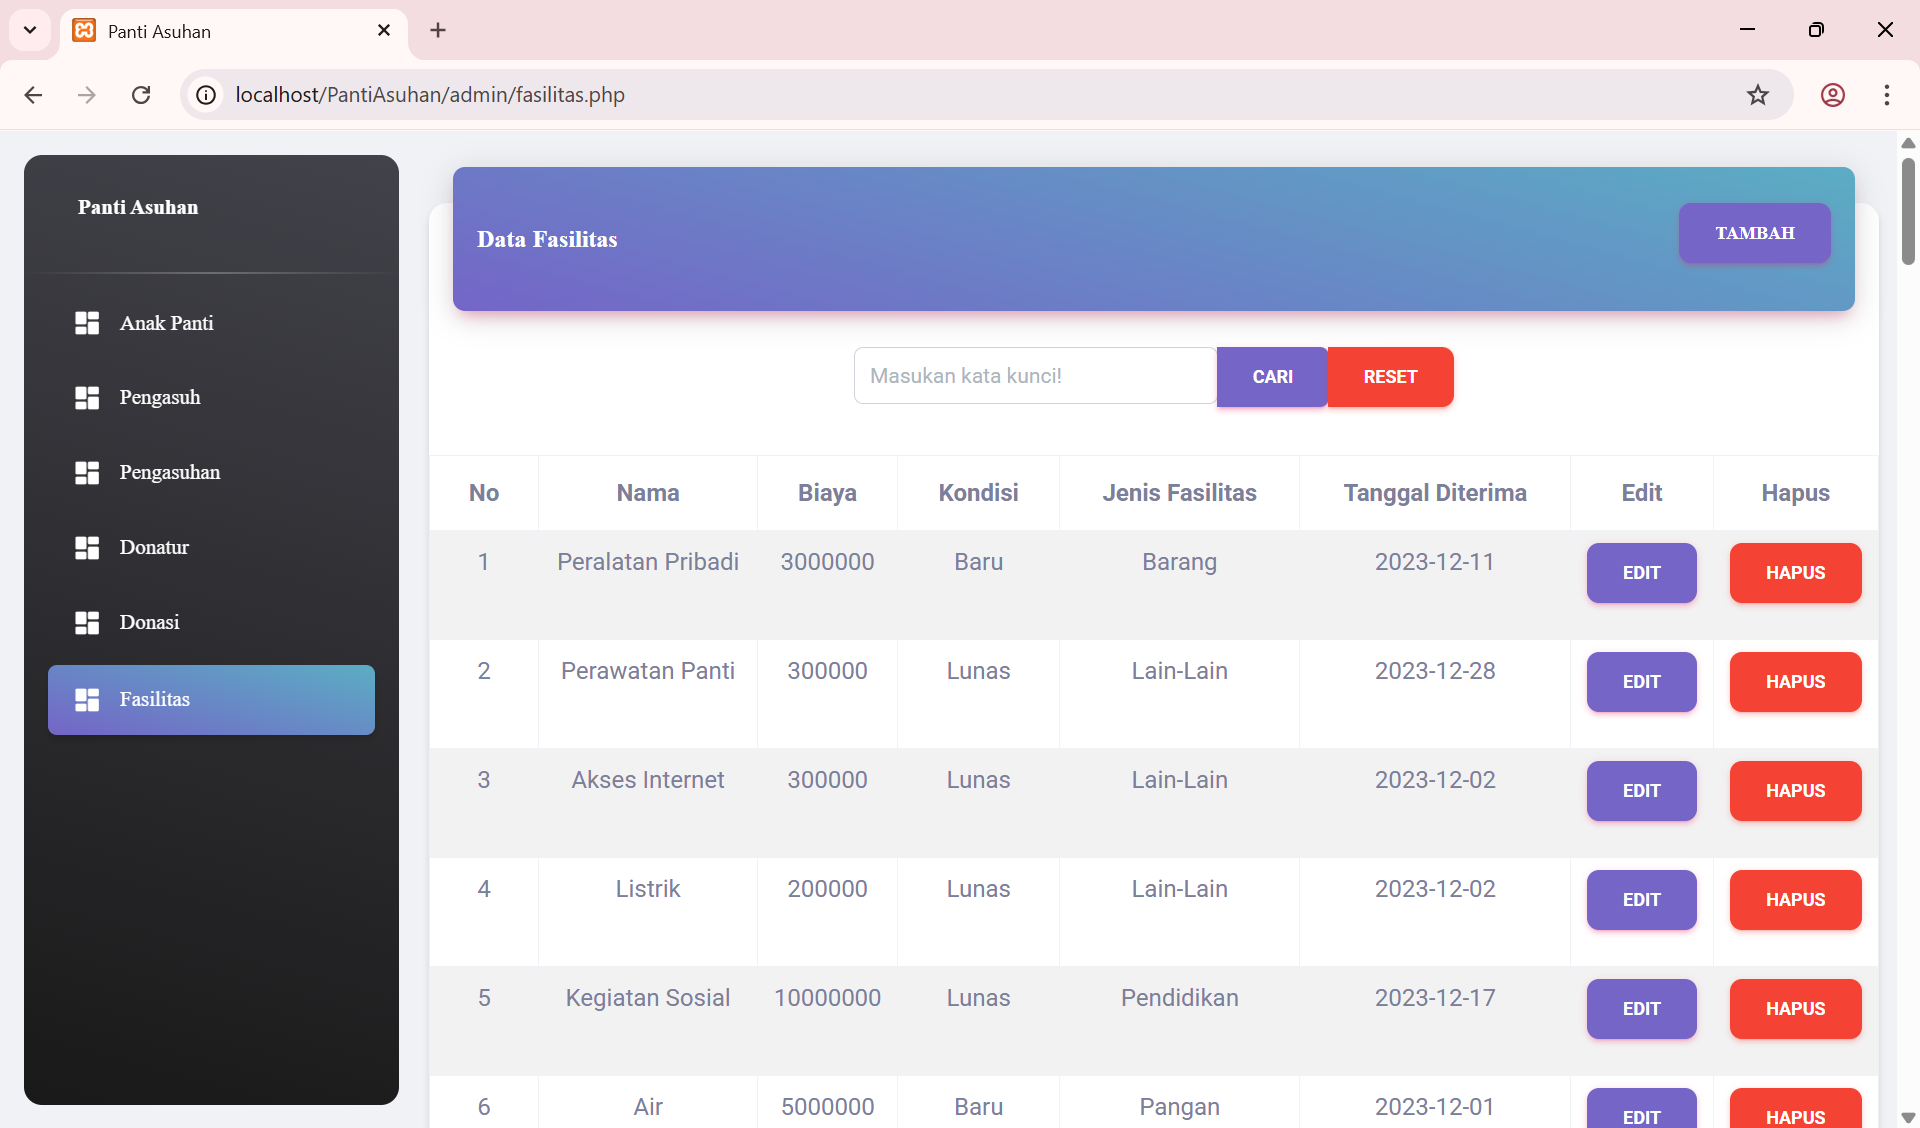 Panti Asuhan
localhost/PantiAsuhan/admin/fasilitas.php
Panti Asuhan
Anak Panti
Pengasuh
Pengasuhan
Donatur
Donasi
Fasilitas
Data Fasilitas
TAMBAH
Masukan kata kunci! CARI RESET
No Nama Biaya Kondisi Jenis Fasilitas Tanggal Diterima Edit Hapus
1 Peralatan Pribadi 3000000 Baru Barang 2023-12-11 EDIT HAPUS
2 Perawatan Panti 300000 Lunas Lain-Lain 2023-12-28 EDIT HAPUS
3 Akses Internet 300000 Lunas Lain-Lain 2023-12-02 EDIT HAPUS
4 Listrik 200000 Lunas Lain-Lain 2023-12-02 EDIT HAPUS
5 Kegiatan Sosial 10000000 Lunas Pendidikan 2023-12-17 EDIT HAPUS
6 Air 5000000 Baru Pangan 2023-12-01 EDIT HAPUS